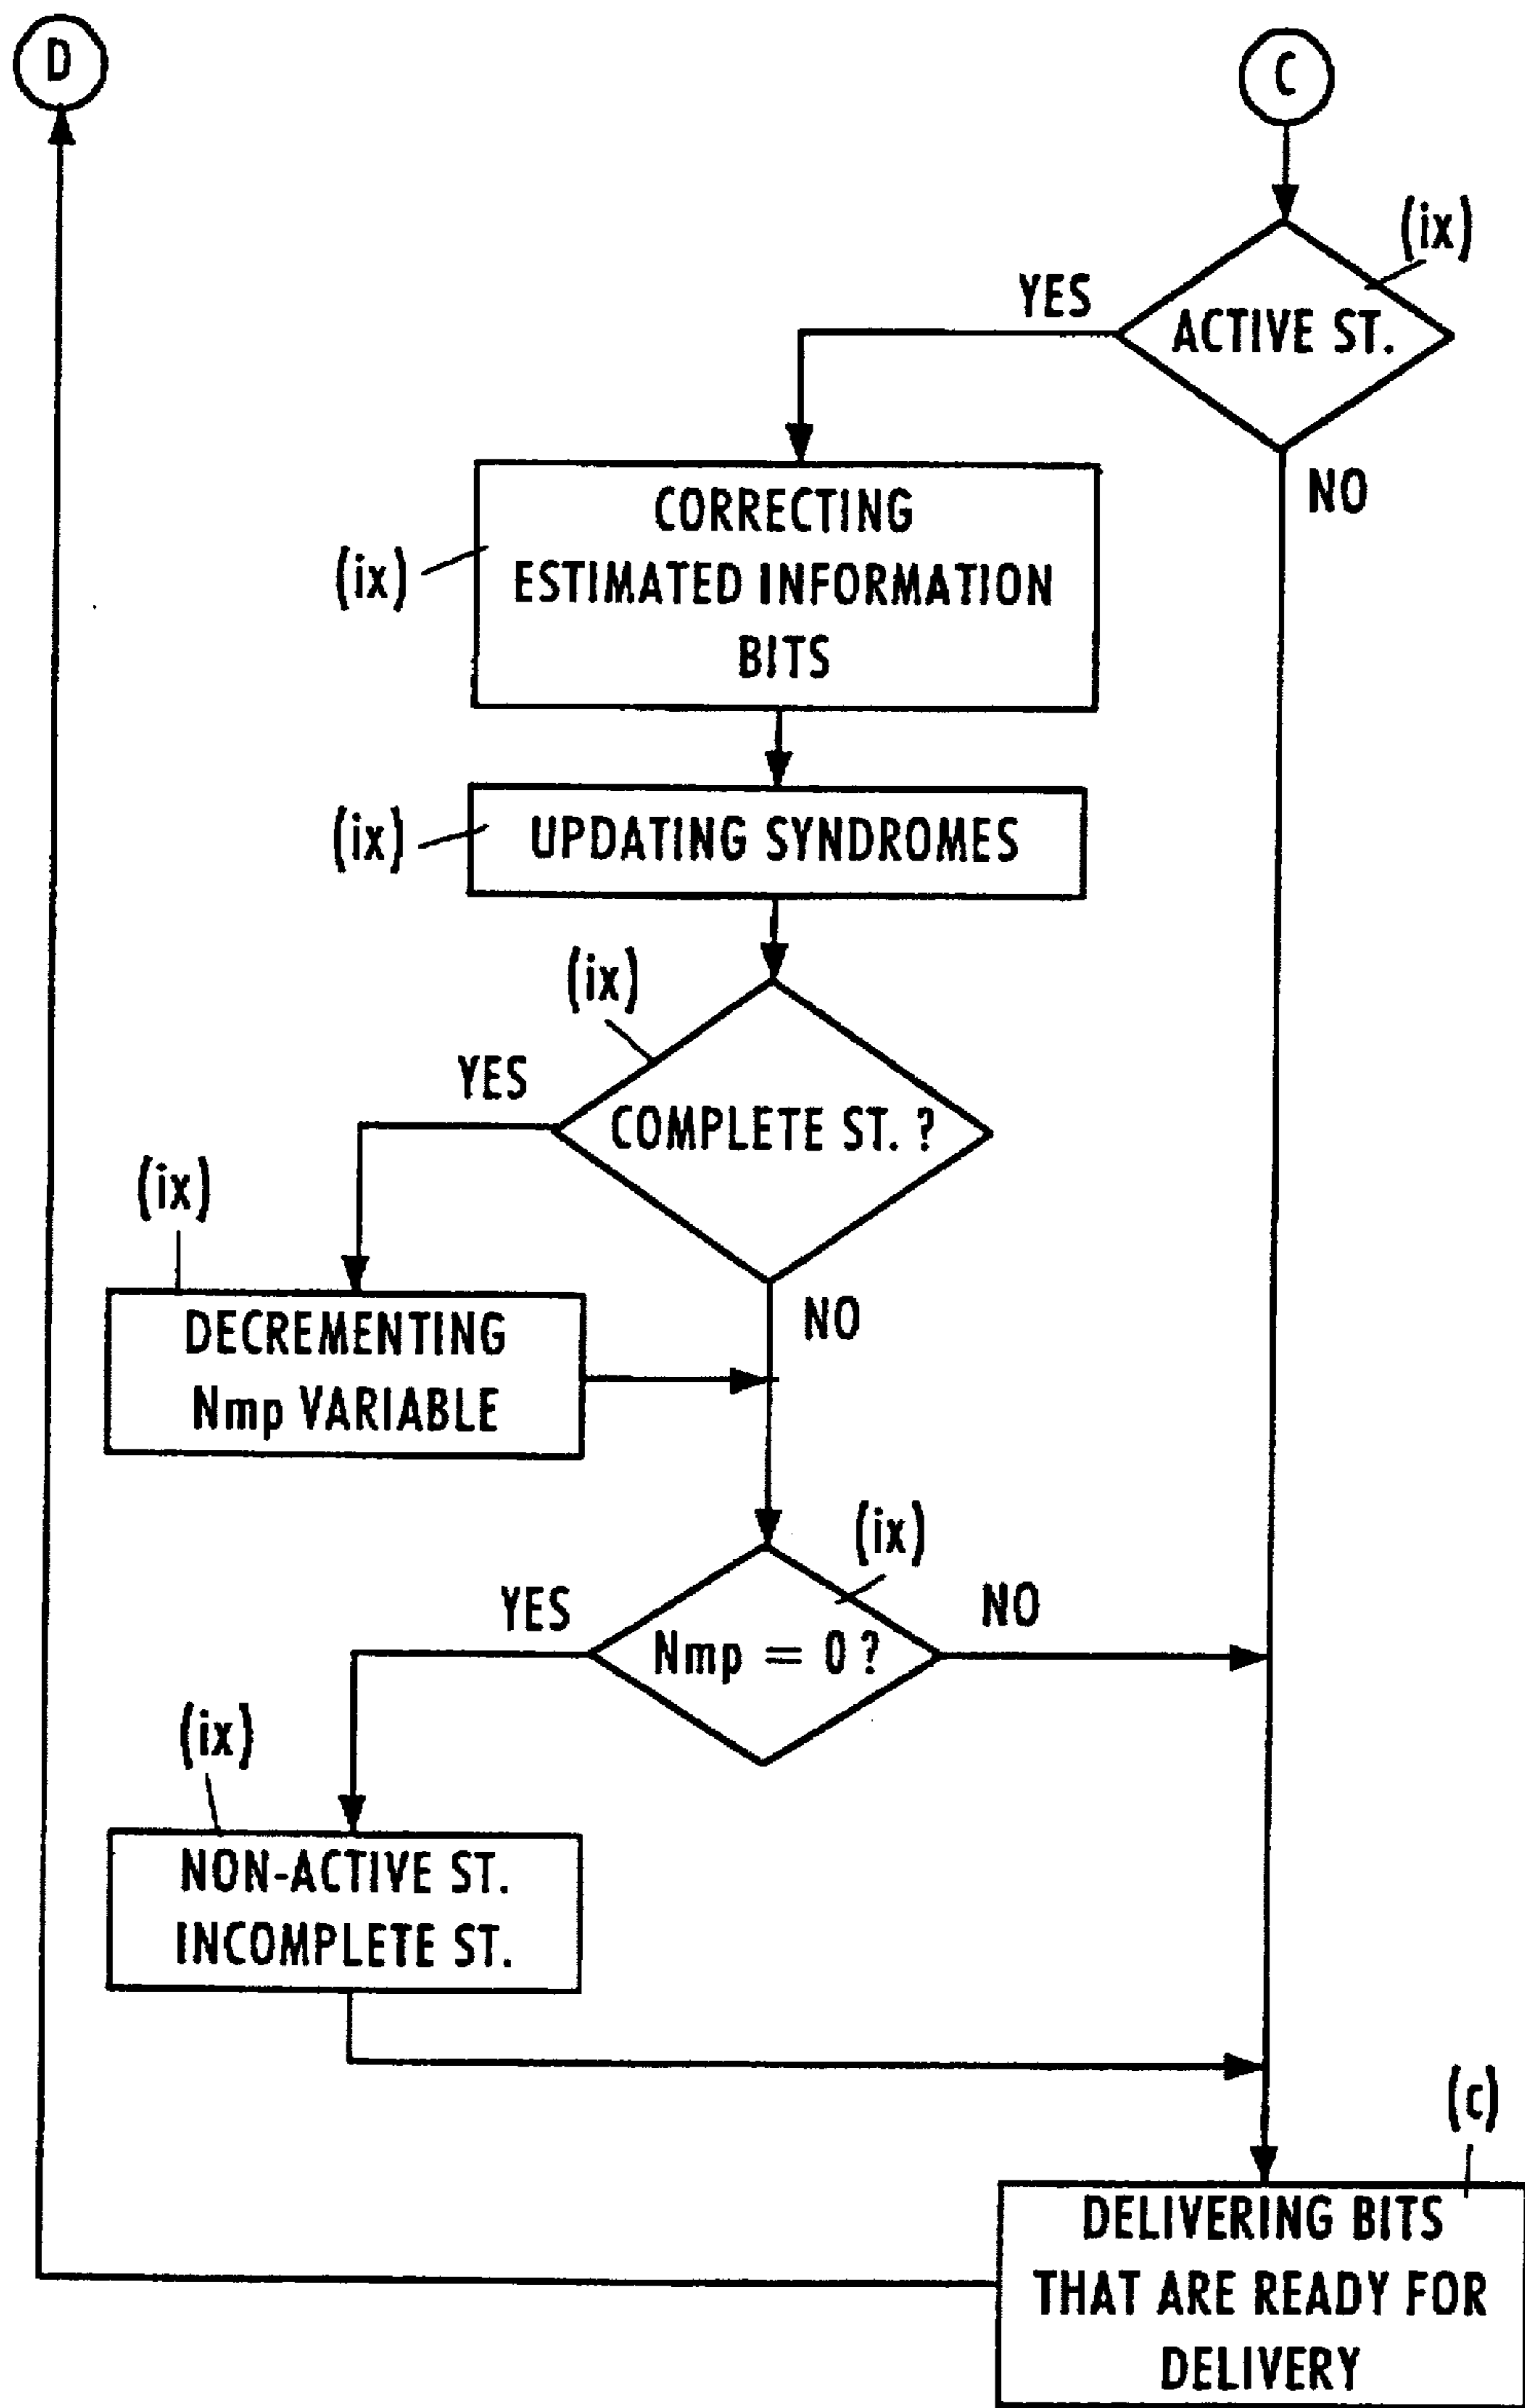 D
C
(ix)
YES
ACTIVE ST.
NO
CORRECTING
(ix)
ESTIMATED INFORMATION
BITS
(ix)
UPDATING SYNDROMES
(ix)
YES
COMPLETE ST. ?
(ix)
NO
DECREMENTING
Nmp VARIABLE
(ix)
YES
NO
Nmp = 0 ?
(ix)
NON-ACTIVE ST.
INCOMPLETE ST.
(c)
DELIVERING BITS
THAT ARE READY FOR
DELIVERY